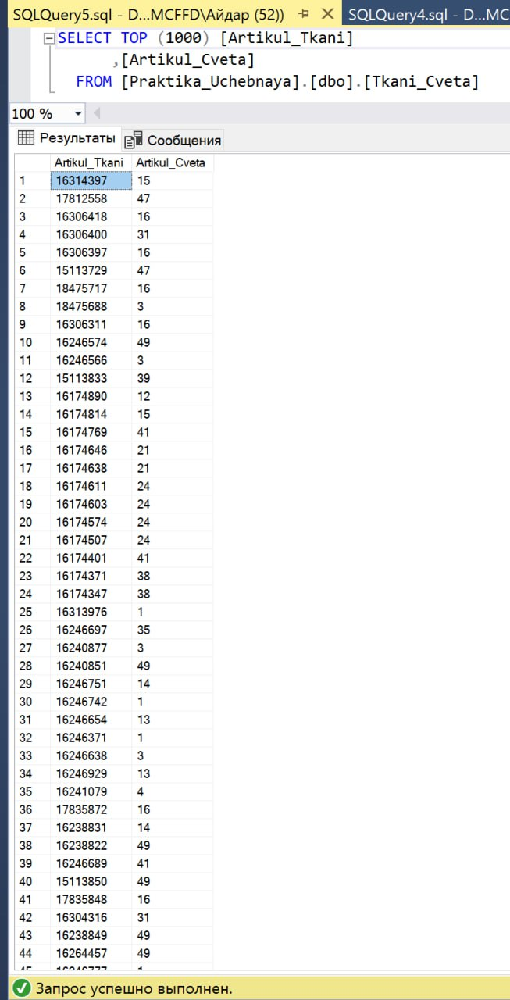 SQLQuery5.sql - D...MCFFD\Айдар (52)) SQLQuery4.sql - D...MC
SELECT TOP (1000) [Artikul_Tkani]
,[Artikul_Cveta]
FROM [Praktika_Uchebnaya].[dbo].[Tkani_Cveta]
100 %
Результаты Сообщения
Artikul_Tkani Artikul_Cveta
1 16314397 15
2 17812558 47
3 16306418 16
4 16306400 31
5 16306397 16
6 15113729 47
7 18475717 16
8 18475688 3
9 16306311 16
10 16246574 49
11 16246566 3
12 15113833 39
13 16174890 12
14 16174814 15
15 16174769 41
16 16174646 21
17 16174638 21
18 16174611 24
19 16174603 24
20 16174574 24
21 16174507 24
22 16174401 41
23 16174371 38
24 16174347 38
25 16313976 1
26 16246697 35
27 16240877 3
28 16240851 49
29 16246751 14
30 16246742 1
31 16246654 13
32 16246371 1
33 16246638 3
34 16246929 13
35 16241079 4
36 17835872 16
37 16238831 14
38 16238822 49
39 16246689 41
40 15113850 49
41 17835848 16
42 16304316 31
43 16238849 49
44 16264457 49
Запрос успешно выполнен.